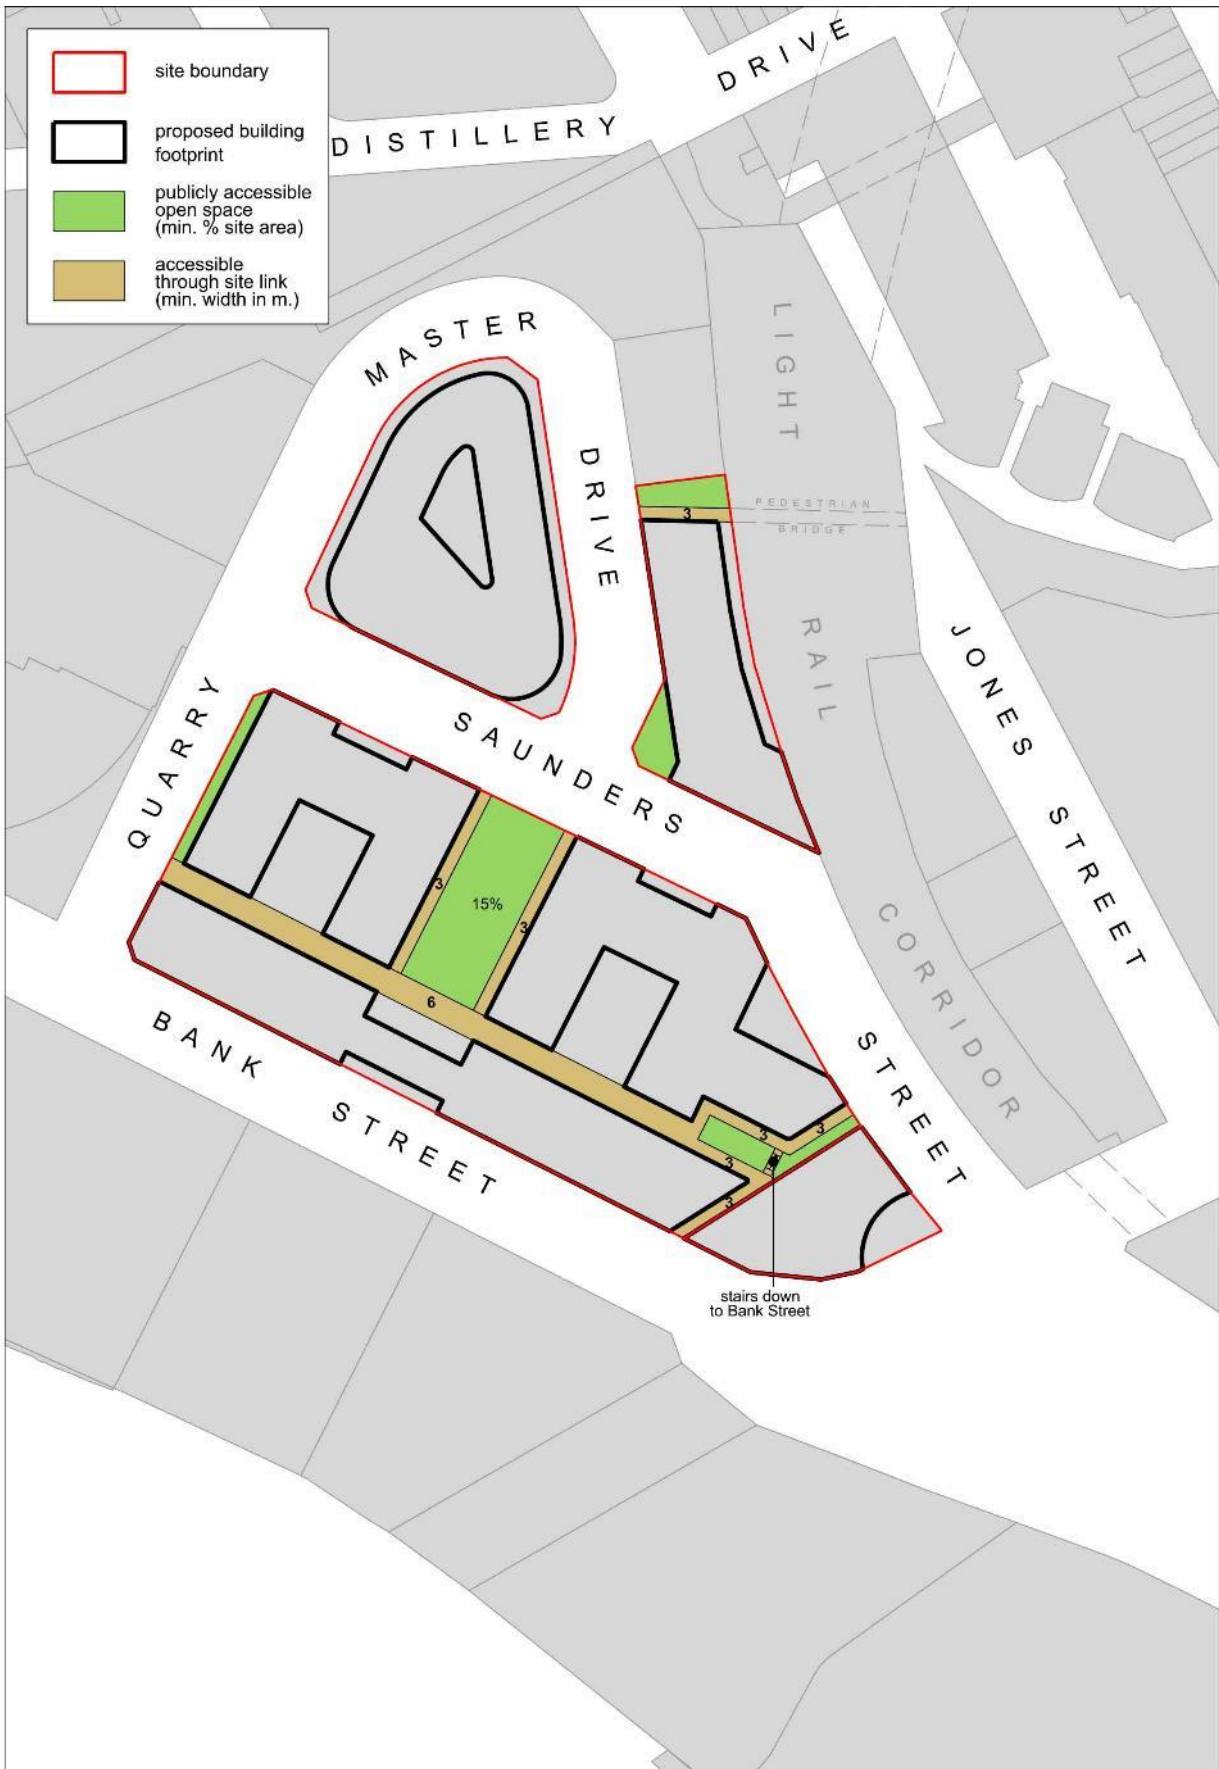 site boundary
proposed building
footprint
publicly accessible
open space
(min. % site area)
accessible
through site link
(min. width in m.)
DISTILLERY
DRIVE
MASTER
DRIVE
LIGHT
RAIL
CORRIDOR
PEDESTRIAN
BRIDGE
3
JONES
STREET
QUARRY
SAUNDERS
STREET
3
15%
3
6
BANK
STREET
3
3
3
3
stairs down
to Bank Street